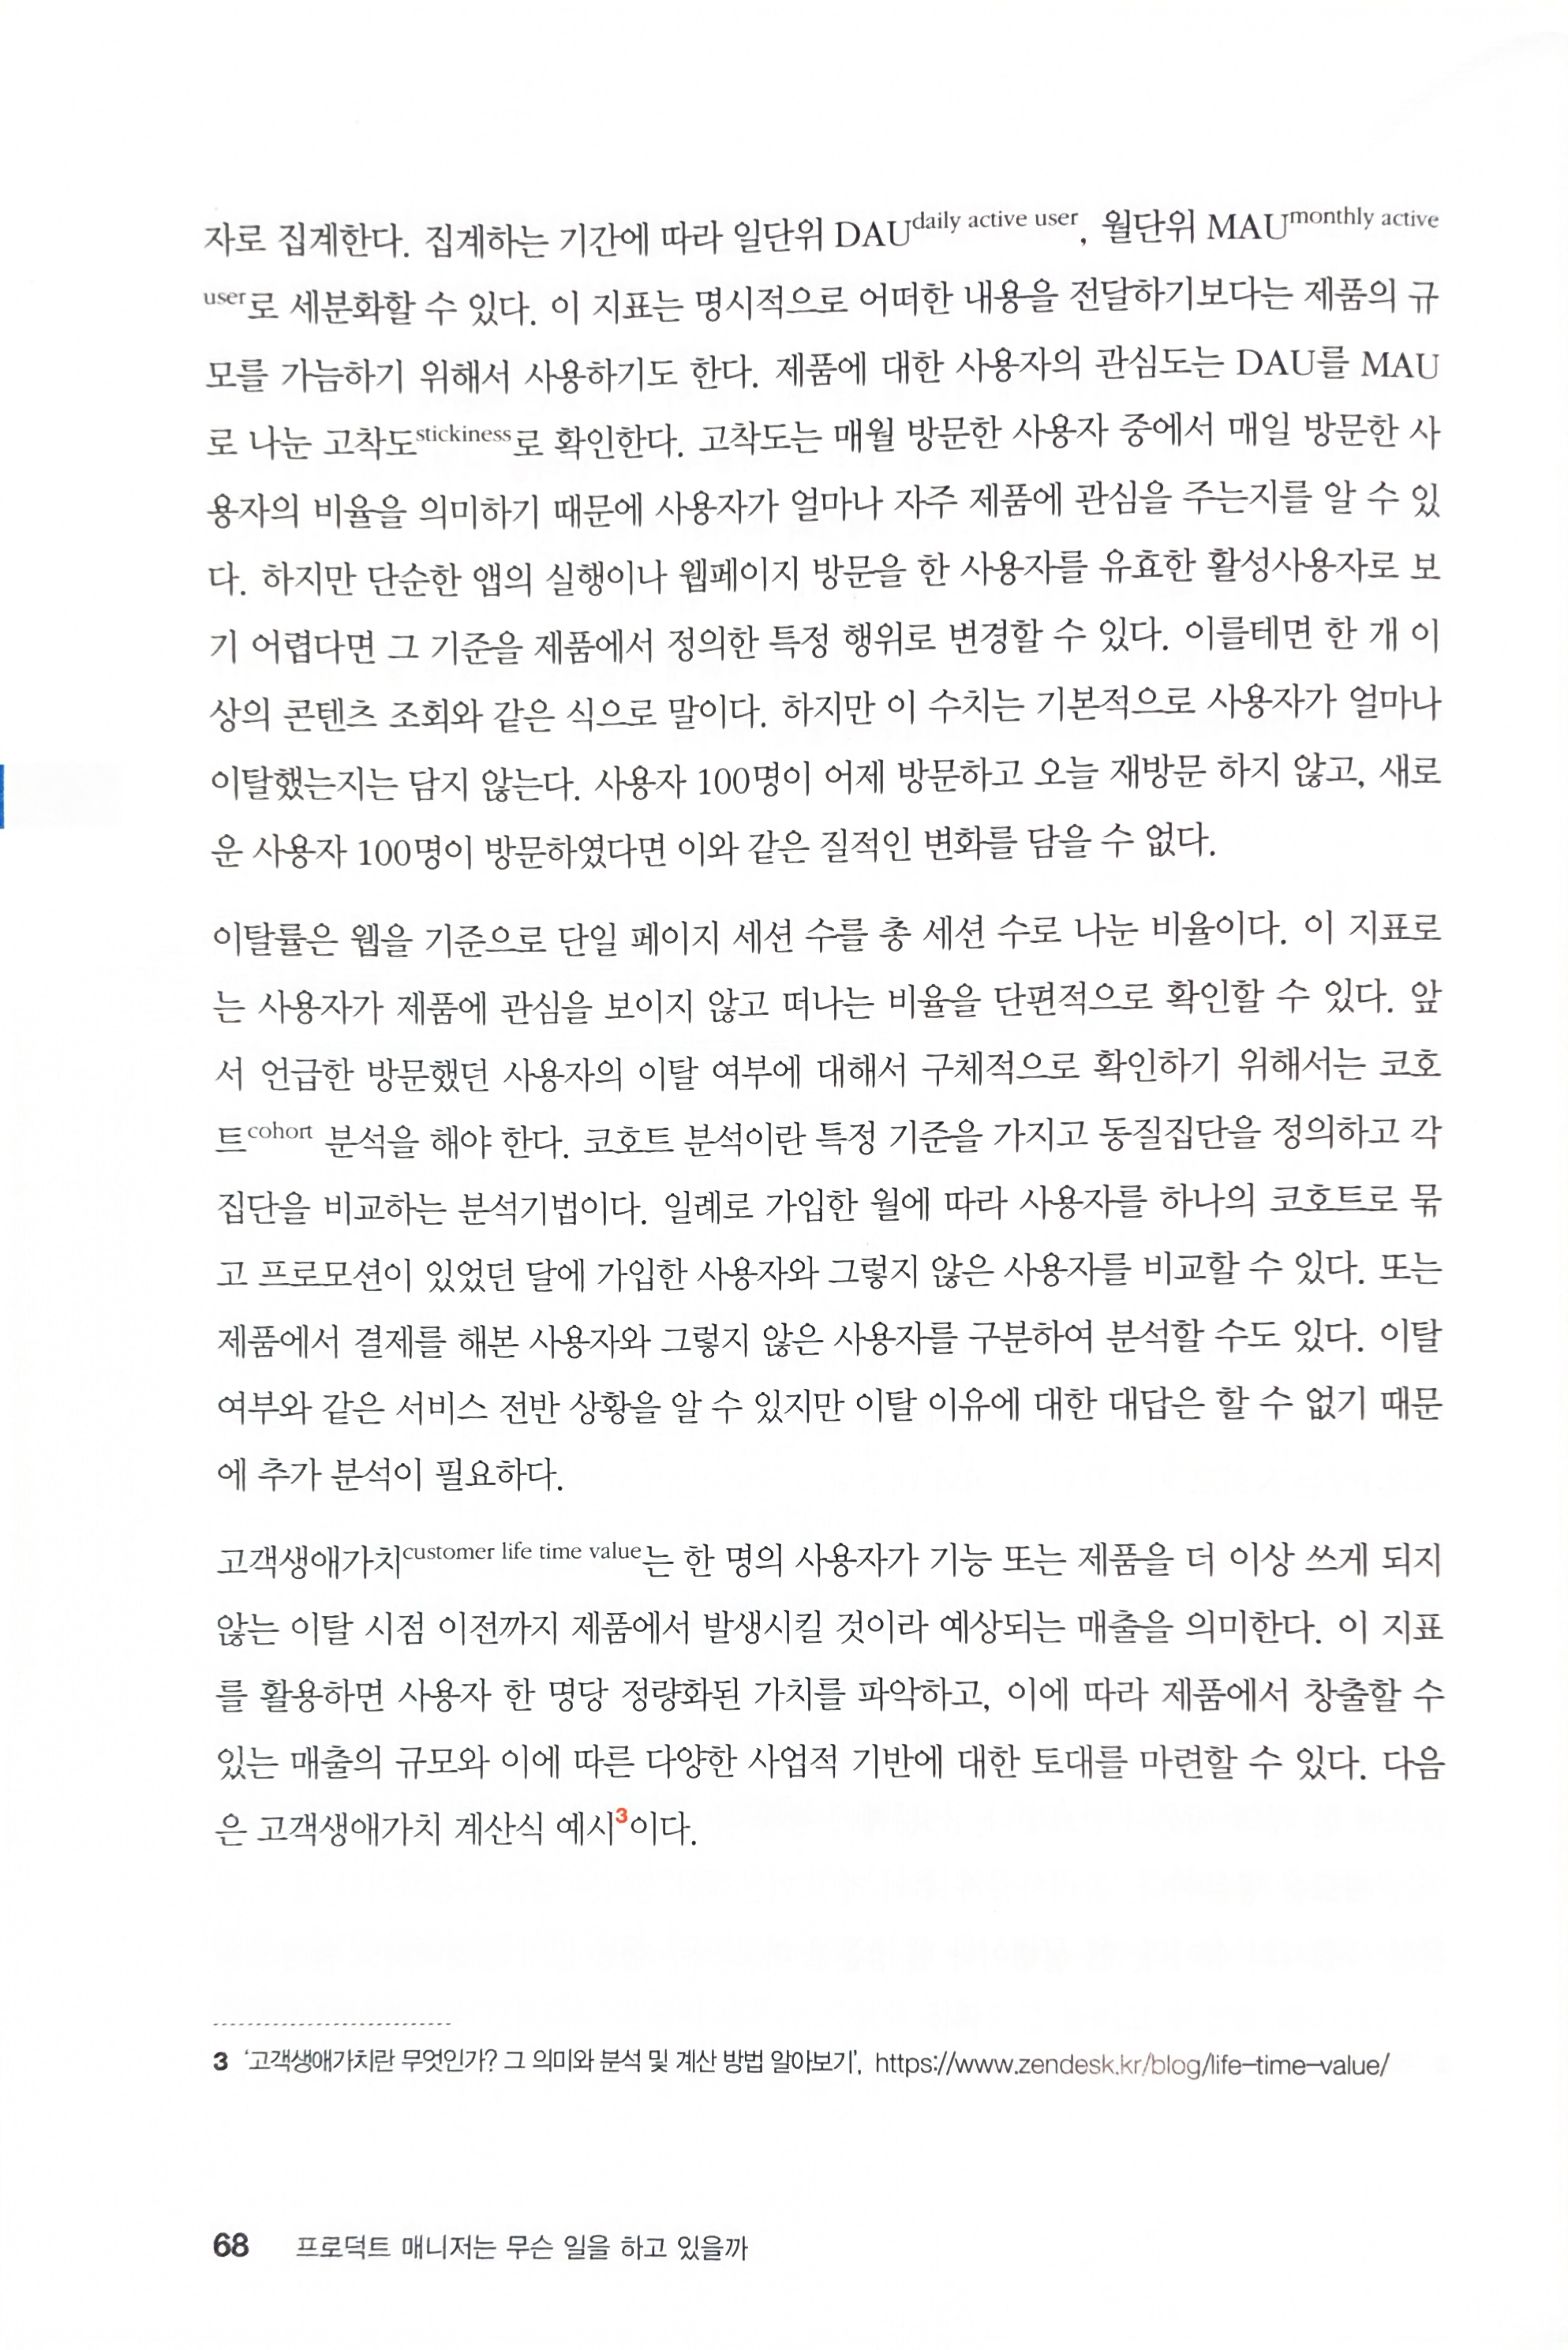 자로 집계한다. 집계하는 기간에 따라 일단위 DAUdaily active user, 월단위 MAUmonthly active
user로 세분화할 수 있다. 이 지표는 명시적으로 어떠한 내용을 전달하기보다는 제품의 규
모를 가늠하기 위해서 사용하기도 한다. 제품에 대한 사용자의 관심도는 DAU를 MAU
로 나눈 고착도stickiness로 확인한다. 고착도는 매월 방문한 사용자 중에서 매일 방문한 사
용자의 비율을 의미하기 때문에 사용자가 얼마나 자주 제품에 관심을 주는지를 알 수 있
다. 하지만 단순한 앱의 실행이나 웹페이지 방문을 한 사용자를 유효한 활성사용자로 보
기 어렵다면 그 기준을 제품에서 정의한 특정 행위로 변경할 수 있다. 이를테면 한 개 이
상의 콘텐츠 조회와 같은 식으로 말이다. 하지만 이 수치는 기본적으로 사용자가 얼마나
이탈했는지는 담지 않는다. 사용자 100명이 어제 방문하고 오늘 재방문 하지 않고, 새로
운 사용자 100명이 방문하였다면 이와 같은 질적인 변화를 담을 수 없다.
이탈률은 웹을 기준으로 단일 페이지 세션 수를 총 세션 수로 나눈 비율이다. 이 지표로
는 사용자가 제품에 관심을 보이지 않고 떠나는 비율을 단편적으로 확인할 수 있다. 앞
서 언급한 방문했던 사용자의 이탈 여부에 대해서 구체적으로 확인하기 위해서는 코호
트cohort 분석을 해야 한다. 코호트 분석이란 특정 기준을 가지고 동질집단을 정의하고 각
집단을 비교하는 분석기법이다. 일례로 가입한 월에 따라 사용자를 하나의 코호트로 묶
고 프로모션이 있었던 달에 가입한 사용자와 그렇지 않은 사용자를 비교할 수 있다. 또는
제품에서 결제를 해본 사용자와 그렇지 않은 사용자를 구분하여 분석할 수도 있다. 이탈
여부와 같은 서비스 전반 상황을 알 수 있지만 이탈 이유에 대한 대답은 할 수 없기 때문
에 추가 분석이 필요하다.
고객생애가치customer life time value는 한 명의 사용자가 기능 또는 제품을 더 이상 쓰게 되지
않는 이탈 시점 이전까지 제품에서 발생시킬 것이라 예상되는 매출을 의미한다. 이 지표
를 활용하면 사용자 한 명당 정량화된 가치를 파악하고, 이에 따라 제품에서 창출할 수
있는 매출의 규모와 이에 따른 다양한 사업적 기반에 대한 토대를 마련할 수 있다. 다음
은 고객생애가치 계산식 예시3이다.
3 '고객생애가치란 무엇인가? 그 의미와 분석 및 계산 방법 알아보기', https://www.zendesk.kr/blog/life-time-value/
68 프로덕트 매니저는 무슨 일을 하고 있을까